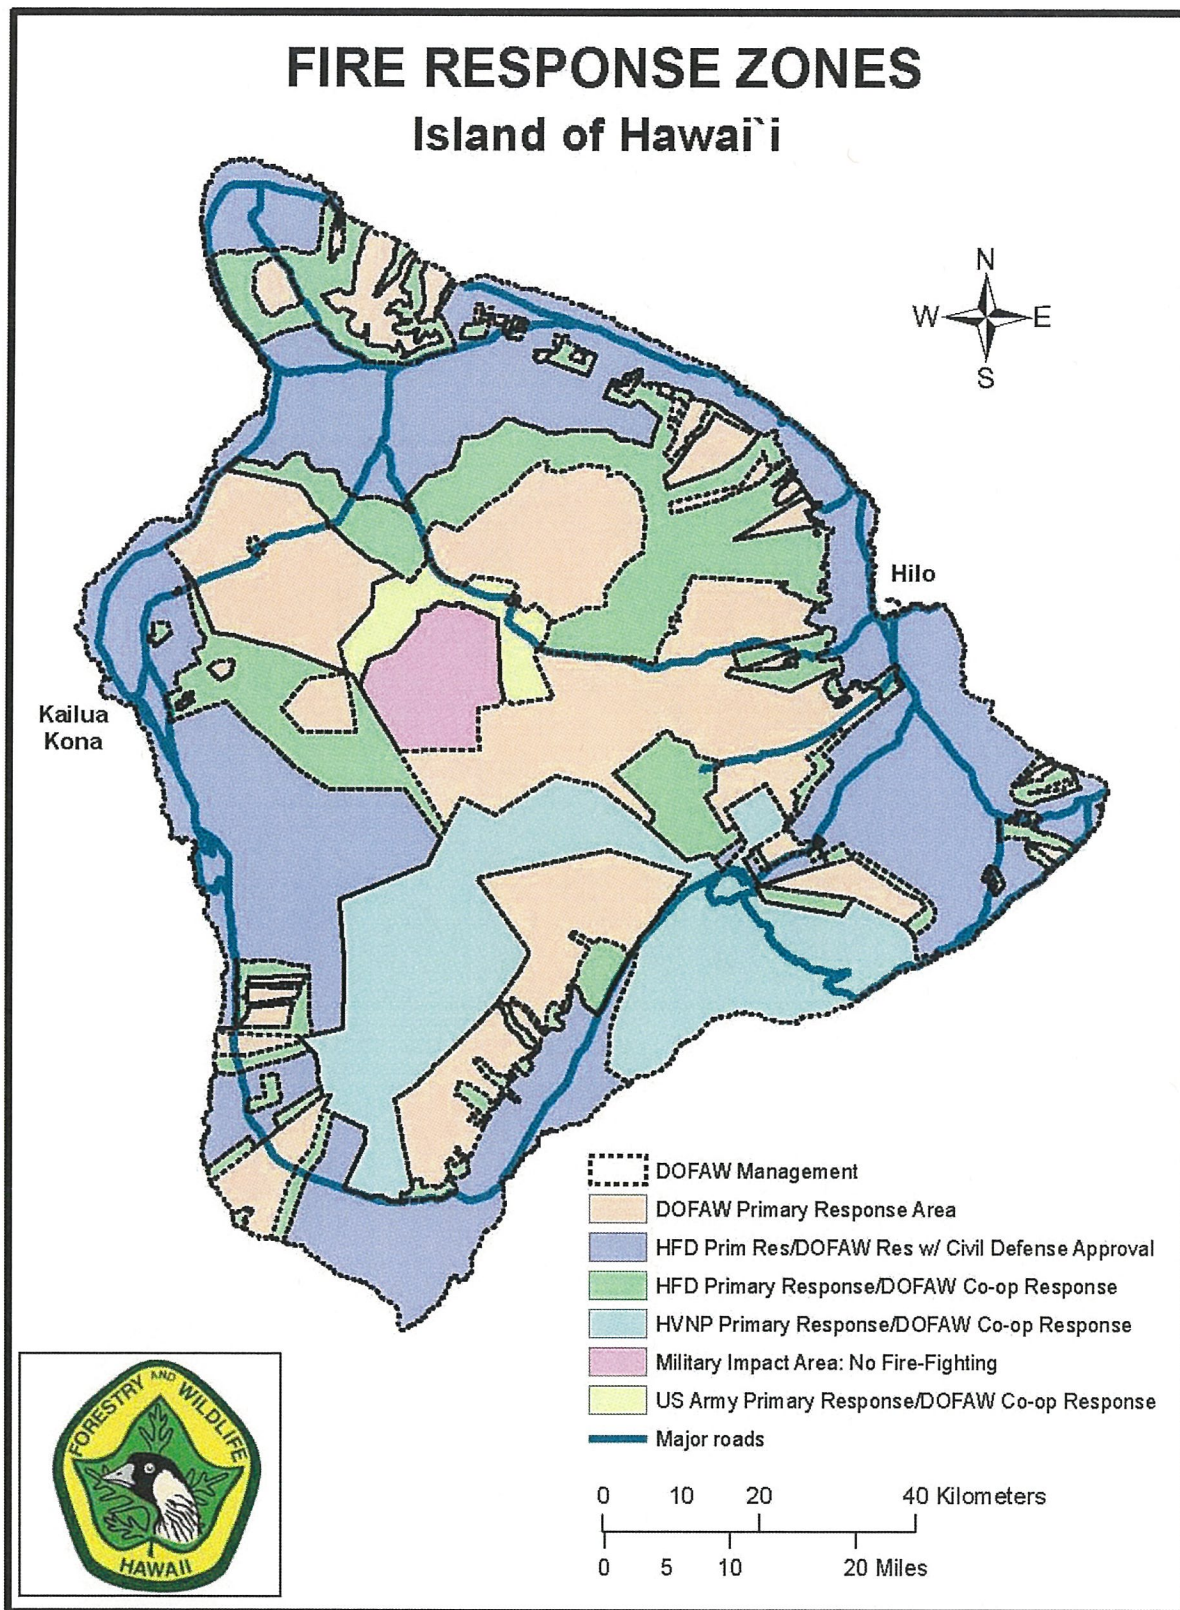 FIRE RESPONSE ZONES
Island of Hawai`i
N
W E
S
Hilo
Kailua
Kona
DOFAW Management
DOFAW Primary Response Area
HFD Prim Res/DOFAW Res w/ Civil Defense Approval
HFD Primary Response/DOFAW Co-op Response
HVNP Primary Response/DOFAW Co-op Response
Military Impact Area: No Fire-Fighting
US Army Primary Response/DOFAW Co-op Response
Major roads
0 10 20 40 Kilometers
0 5 10 20 Miles
FORESTRY AND WILDLIFE
HAWAII